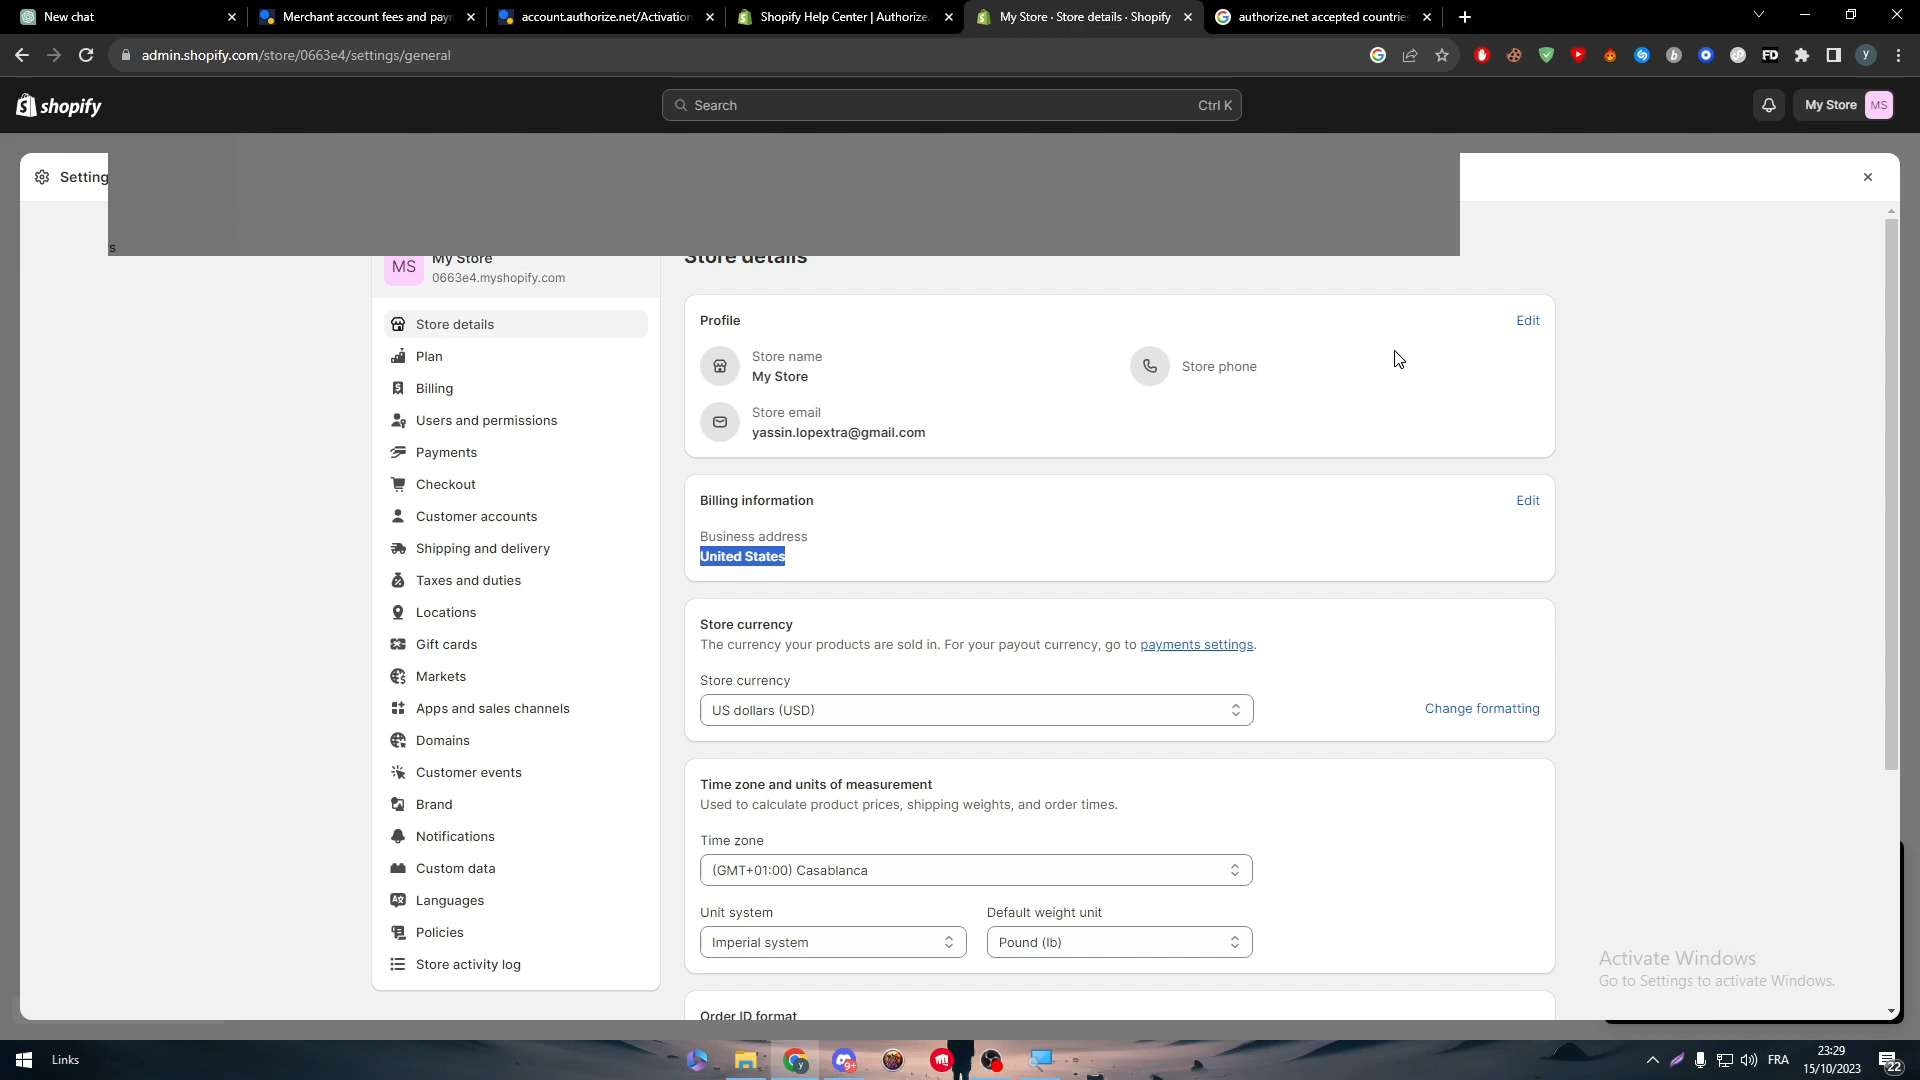 New chat
Merchant account fees and payn
account.authorize.net/Activation
Shopify Help Center | Authorize.
My Store · Store details · Shopify
authorize.net accepted countries
admin.shopify.com/store/0663e4/settings/general
shopify
Search
Ctrl K
My Store
MS
Setting
s
MS
My Store
0663e4.myshopify.com
Store details
Plan
Billing
Users and permissions
Payments
Checkout
Customer accounts
Shipping and delivery
Taxes and duties
Locations
Gift cards
Markets
Apps and sales channels
Domains
Customer events
Brand
Notifications
Custom data
Languages
Policies
Store activity log
Store details
Profile
Edit
Store name
My Store
Store phone
Store email
yassin.lopextra@gmail.com
Billing information
Edit
Business address
United States
Store currency
The currency your products are sold in. For your payout currency, go to payments settings.
Store currency
US dollars (USD)
Change formatting
Time zone and units of measurement
Used to calculate product prices, shipping weights, and order times.
Time zone
(GMT+01:00) Casablanca
Unit system
Default weight unit
Imperial system
Pound (lb)
Order ID format
Activate Windows
Go to Settings to activate Windows.
Links
9+
FRA
23:29
15/10/2023
22